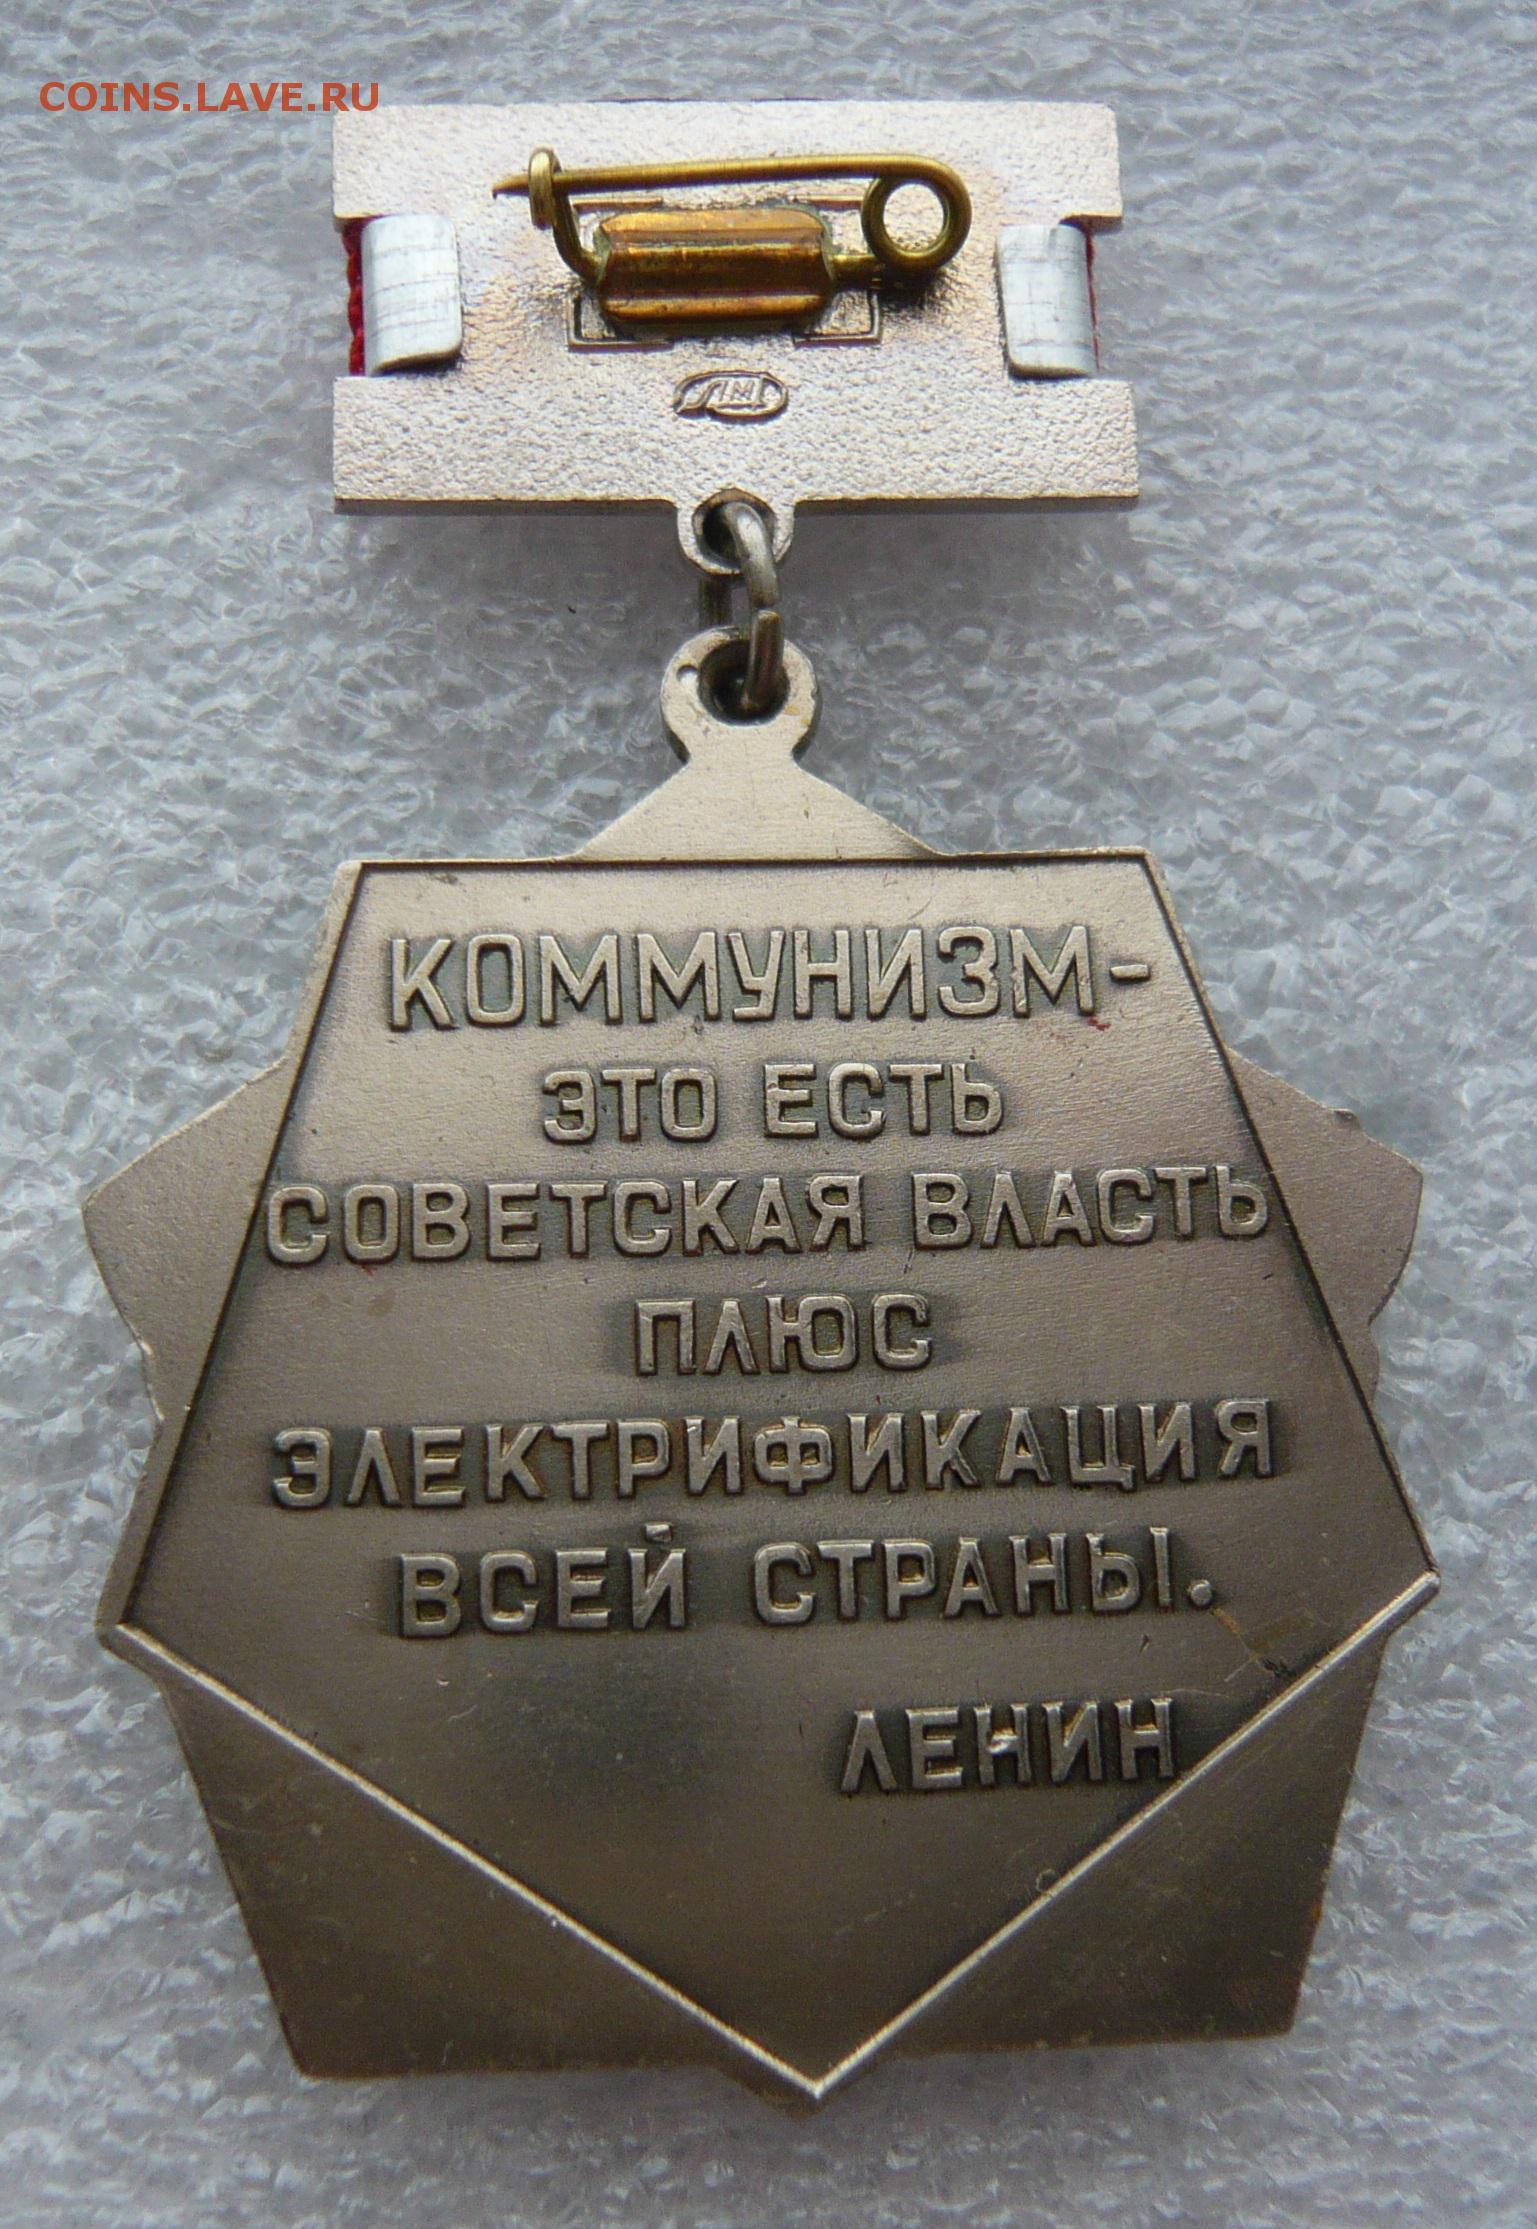 COINS.LAVE.RU
ЛМД
КОММУНИЗМ-
ЭТО ЕСТЬ
СОВЕТСКАЯ ВЛАСТЬ
ПЛЮС
ЭЛЕКТРИФИКАЦИЯ
ВСЕЙ СТРАНЫ.
ЛЕНИН